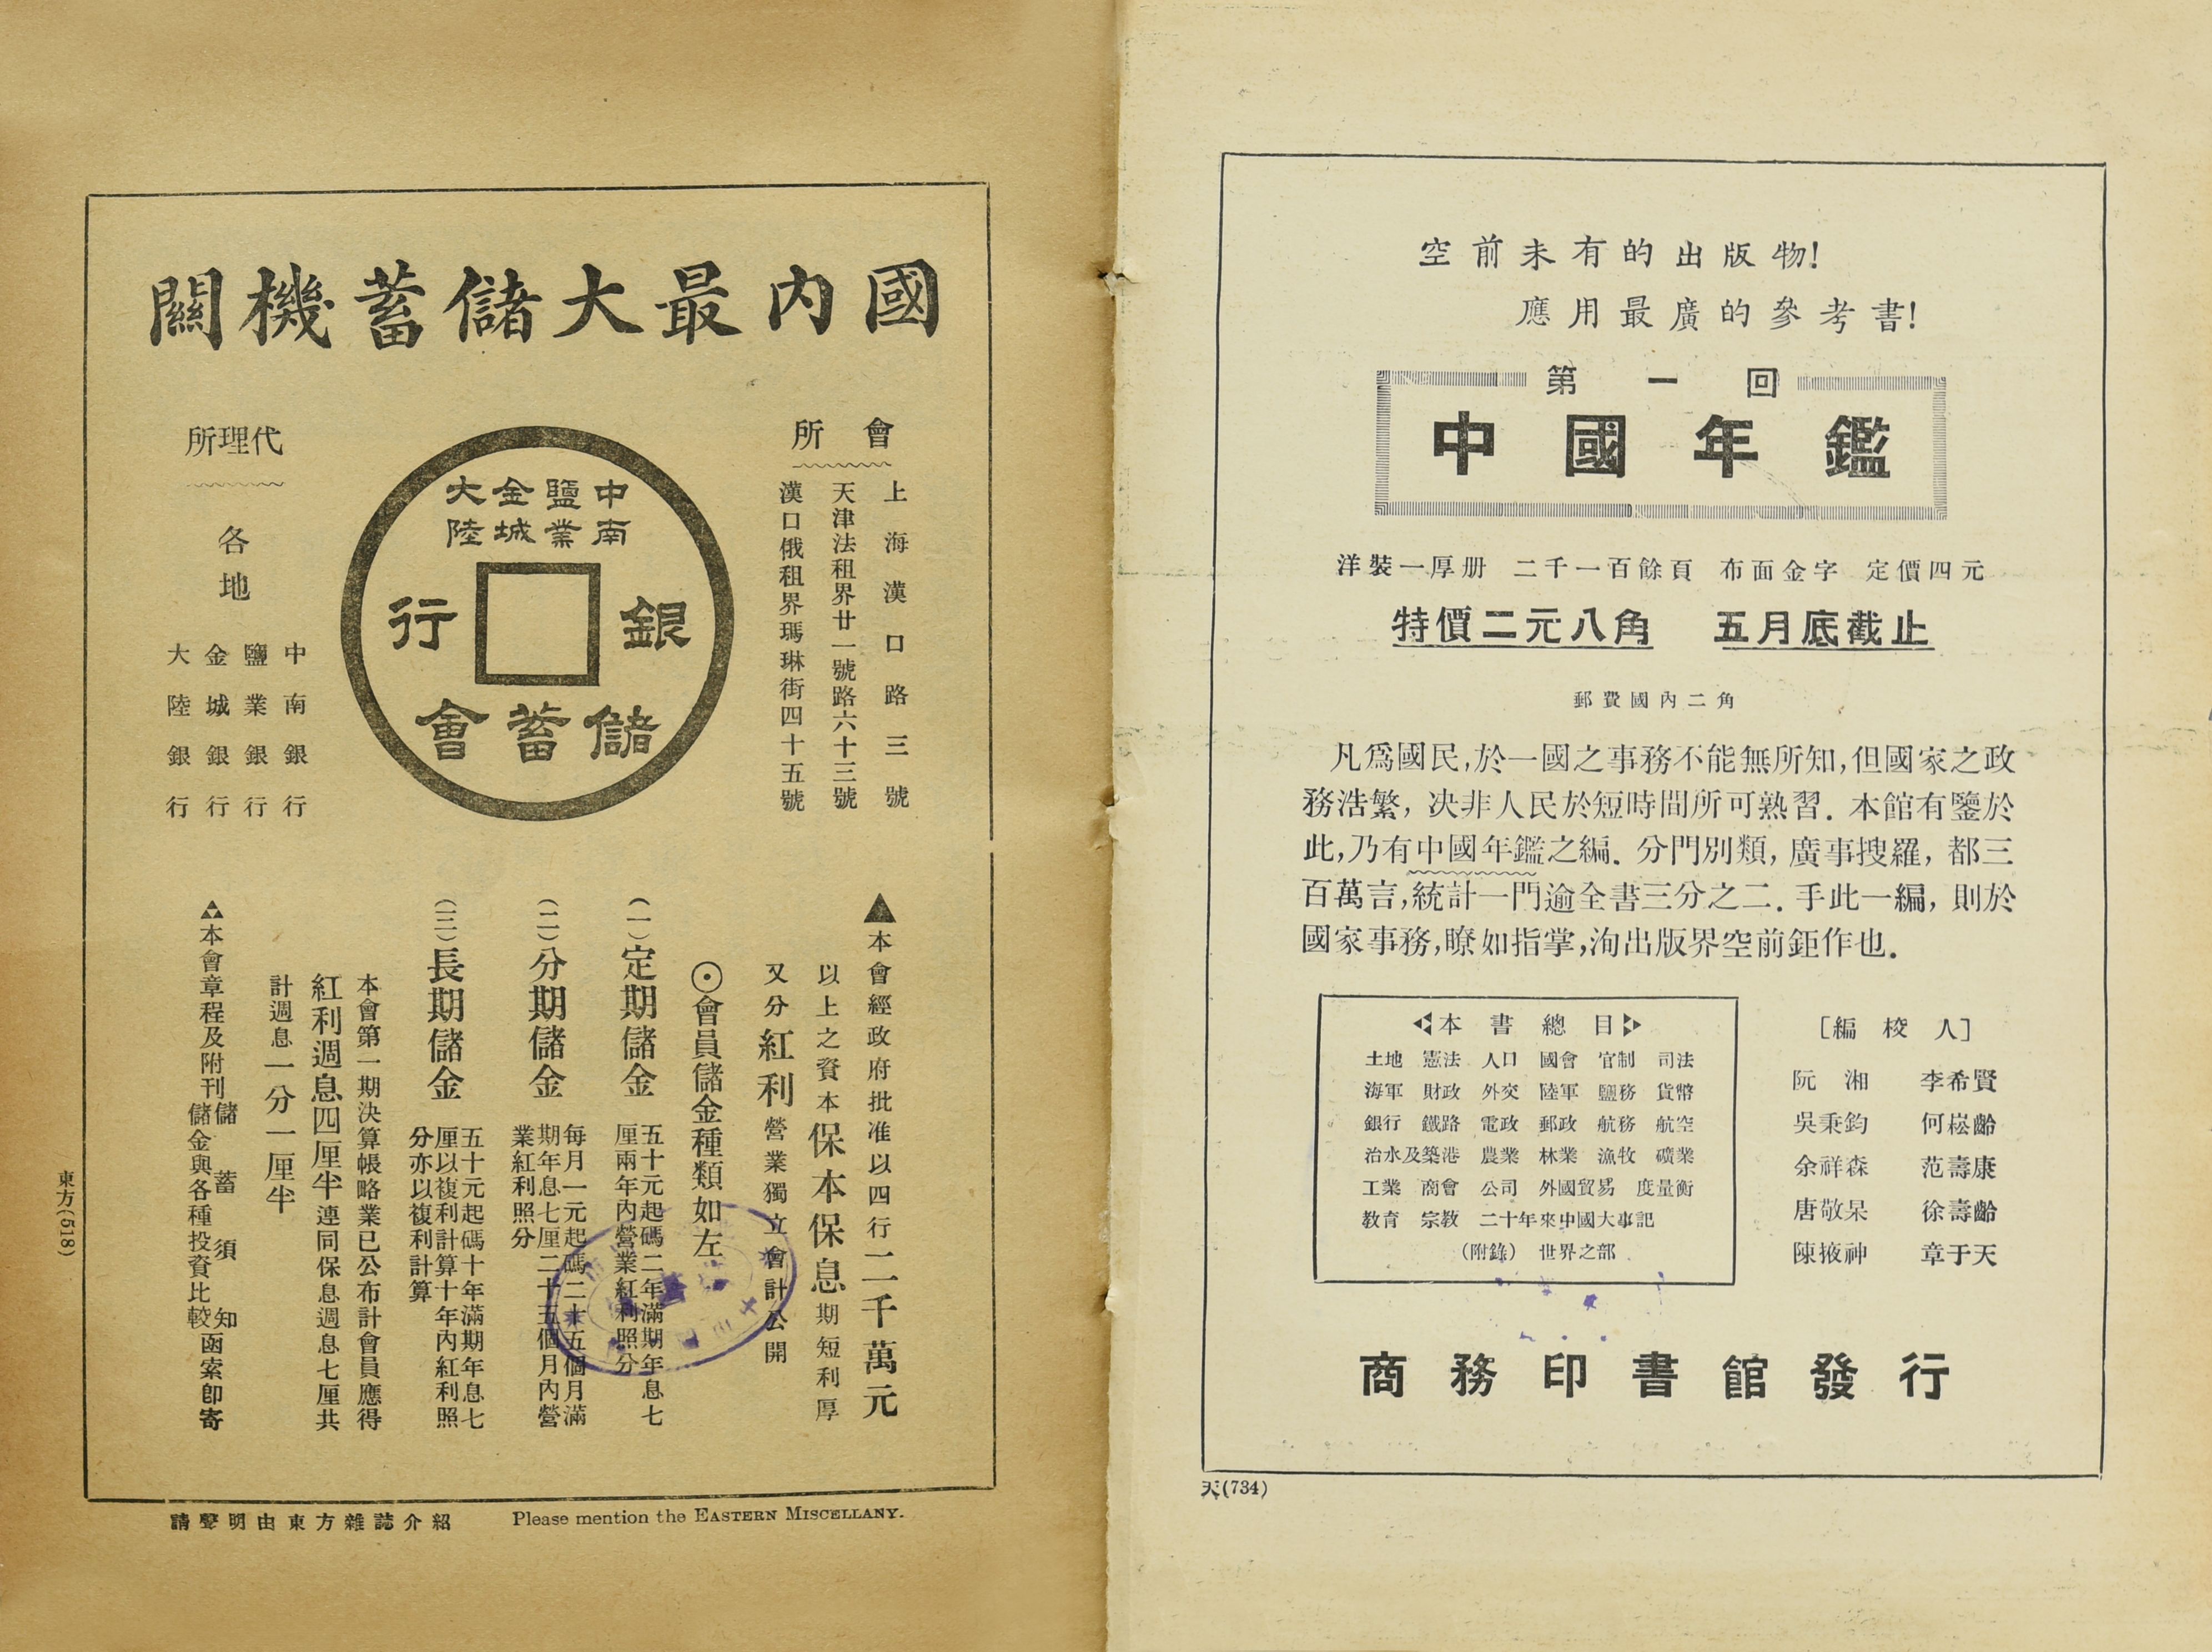 國內最大儲蓄機關
會所
上海漢口路三號
天津法租界廿一號路六十三號
漢口俄租界瑪琳街四十五號
中南
鹽業
金城
大陸
銀行
儲蓄會
代理所
各地
中南銀行
鹽業銀行
金城銀行
大陸銀行
▲本會經政府批准以四行二千萬元
以上之資本保本保息期短利厚
又分紅利營業獨立會計公開
⊙會員儲金種類如左
(一)定期儲金 五十元起碼二年滿期年息七
厘兩年內營業紅利照分
(二)分期儲金 每月一元起碼二十五個月滿
期年息七厘二十五個月內營
業紅利照分
(三)長期儲金 五十元起碼十年滿期年息七
厘以複利計算十年內紅利照
分亦以複利計算
本會第一期決算帳略業已公布計會員應得
紅利週息四厘半連同保息週息七厘共
計週息一分一厘半
本會章程及附刊儲蓄須知
儲金與各種投資比較函索卽寄
東方(518)
請聲明由東方雜誌介紹 Please mention the EASTERN MISCELLANY.
空前未有的出版物!
應用最廣的參考書!
第一回
中國年鑑
洋裝一厚册 二千一百餘頁 布面金字 定價四元
特價二元八角 五月底截止
郵費國內二角
凡爲國民,於一國之事務不能無所知,但國家之政
務浩繁,決非人民於短時間所可熟習.本館有鑒於
此,乃有中國年鑑之編.分門別類,廣事搜羅,都三
百萬言,統計一門逾全書三分之二.手此一編,則於
國家事務,瞭如指掌,洵出版界空前鉅作也.
本書總目
土地 憲法 人口 國會 官制 司法
海軍 財政 外交 陸軍 鹽務 貨幣
銀行 鐵路 電政 郵政 航務 航空
治水及築港 農業 林業 漁牧 礦業
工業 商會 公司 外國貿易 度量衡
教育 宗教 二十年來中國大事記
(附錄) 世界之部
[編校人]
阮湘 李希賢
吳秉鈞 何崧齡
余祥森 范壽康
唐敬杲 徐壽齡
陳掖神 章于天
商務印書館發行
天(734)